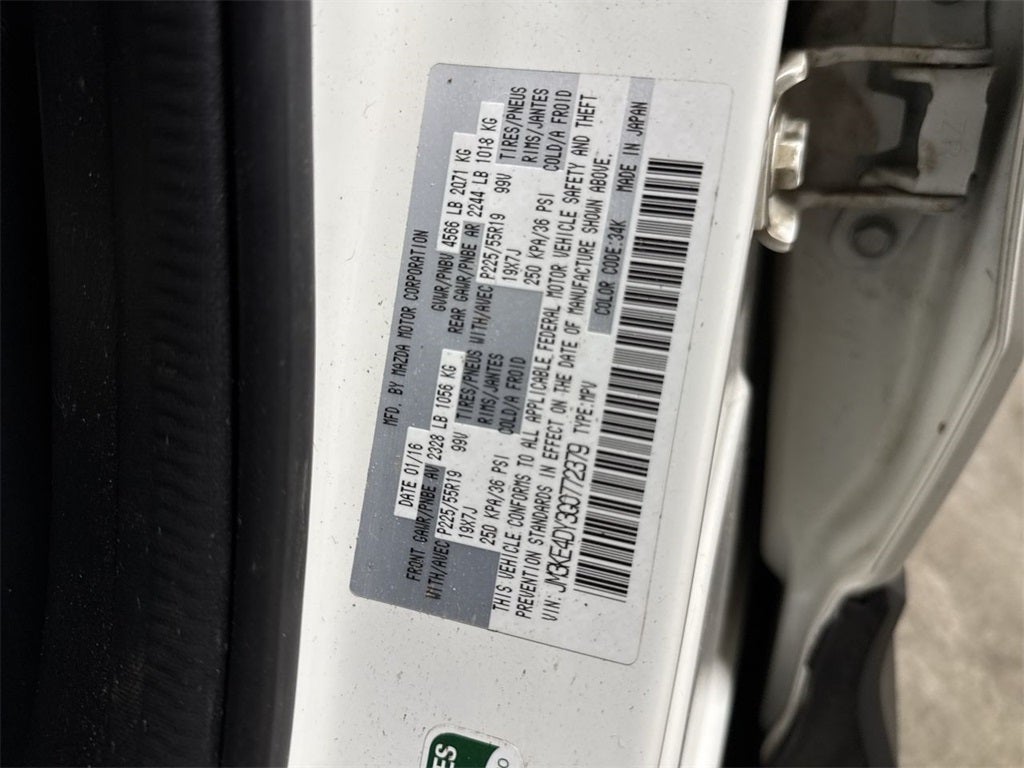 MFD. BY MAZDA MOTOR CORPORATION
DATE 01/16 GVWR/PNBV 4566 LB 2071 KG
FRONT GAWR/PNBE AV 2328 LB 1056 KG REAR GAWR/PNBE AR 2244 LB 1018 KG
WITH/AVEC P225/55R19 99V TIRES/PNEUS WITH/AVEC P225/55R19 99V TIRES/PNEUS
19X7J RIMS/JANTES 19X7J RIMS/JANTES
250 KPA/36 PSI COLD/A FROID 250 KPA/36 PSI COLD/A FROID
THIS VEHICLE CONFORMS TO ALL APPLICABLE FEDERAL MOTOR VEHICLE SAFETY AND THEFT
PREVENTION STANDARDS IN EFFECT ON THE DATE OF MANUFACTURE SHOWN ABOVE.
VIN: JM3KE4DY3G0772379 TYPE:MPV COLOR CODE:34K MADE IN JAPAN
ES